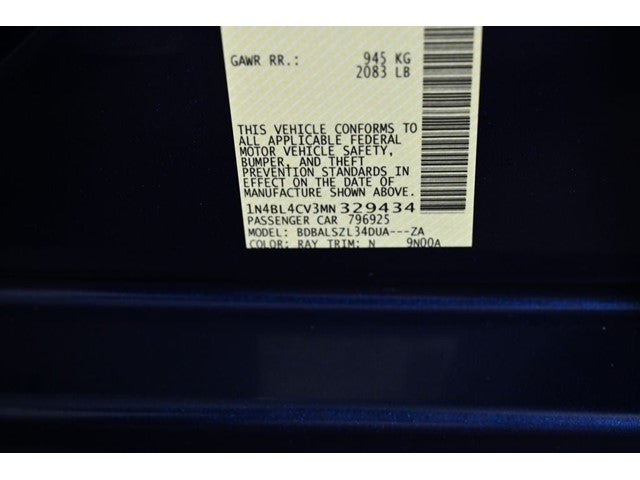 GAWR RR.: 945 KG
2083 LB
THIS VEHICLE CONFORMS TO
ALL APPLICABLE FEDERAL
MOTOR VEHICLE SAFETY,
BUMPER, AND THEFT
PREVENTION STANDARDS IN
EFFECT ON THE DATE OF
MANUFACTURE SHOWN ABOVE.
1N4BL4CV3MN329434
PASSENGER CAR 796925
MODEL: BDBALSZL34DUA---ZA
COLOR: RAY TRIM: N 9N00A